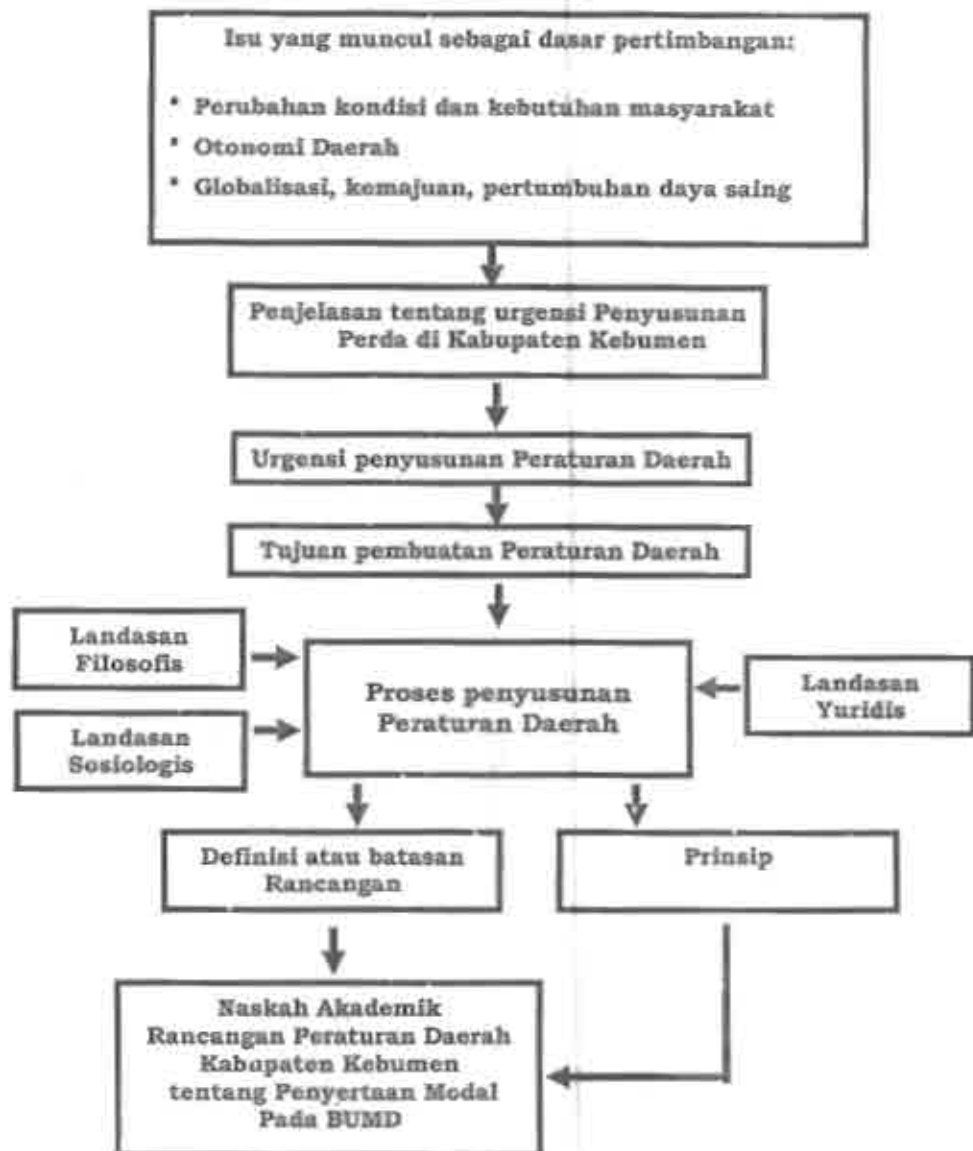 Isu yang muncul sebagai dasar pertimbangan:
* Perubahan kondisi dan kebutuhan masyarakat
* Otonomi Daerah
* Globalisasi, kemajuan, pertumbuhan daya saing
Penjelasan tentang urgensi Penyusunan
Perda di Kabupaten Kebumen
Urgensi penyusunan Peraturan Daerah
Tujuan pembuatan Peraturan Daerah
Landasan
Filosofis
Landasan
Sosiologis
Proses penyusunan
Peraturan Daerah
Landasan
Yuridis
Definisi atau batasan
Rancangan
Prinsip
Naskah Akademik
Rancangan Peraturan Daerah
Kabupaten Kebumen
tentang Penyertaan Modal
Pada BUMD